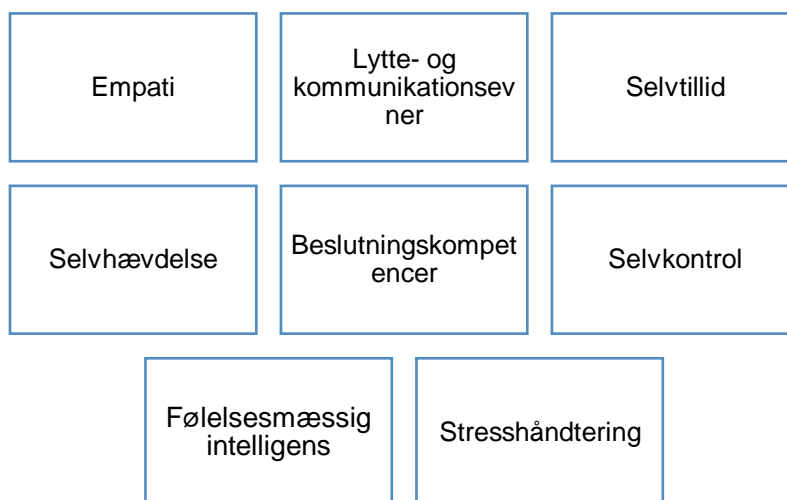 Empati
Lytte- og
kommunikationsev
ner
Selvtillid
Selvhævdelse
Beslutningskompet
encer
Selvkontrol
Følelsesmæssig
intelligens
Stresshåndtering